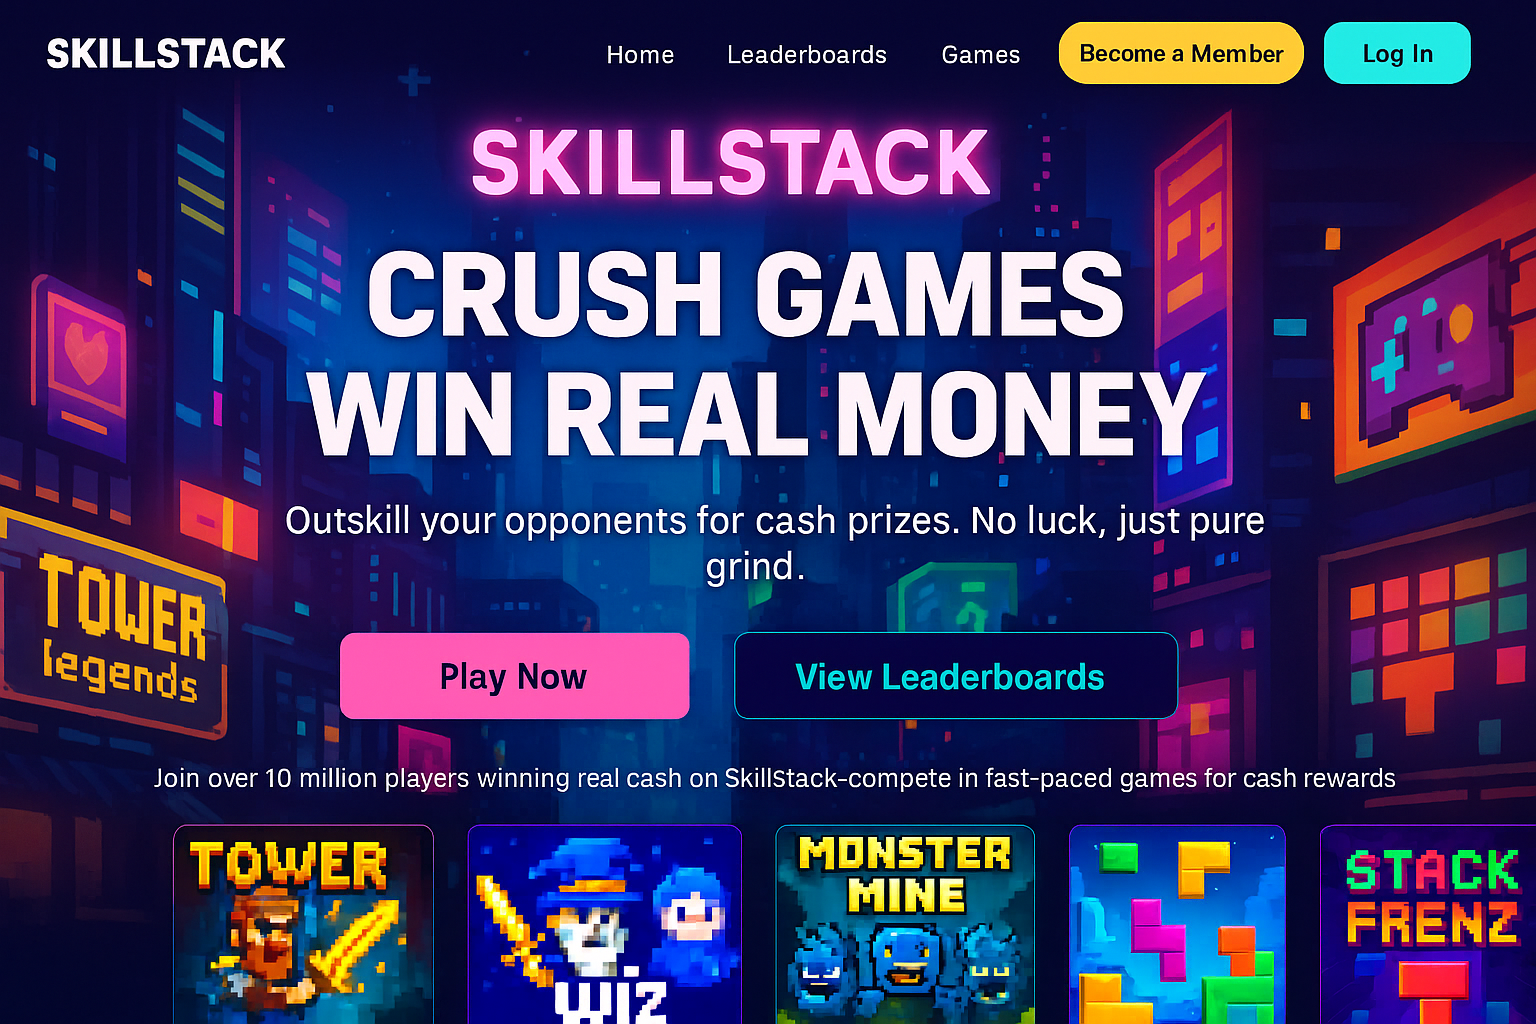 SKILLSTACK
Home
Leaderboards
Games
Become a Member
Log In
SKILLSTACK
CRUSH GAMES
WIN REAL MONEY
Outskill your opponents for cash prizes. No luck, just pure
grind.
TOWER
legends
Play Now
View Leaderboards
Join over 10 million players winning real cash on SkillStack-compete in fast-paced games for cash rewards
TOWER
WIZ
MONSTER
MINE
STACK
FRENZ